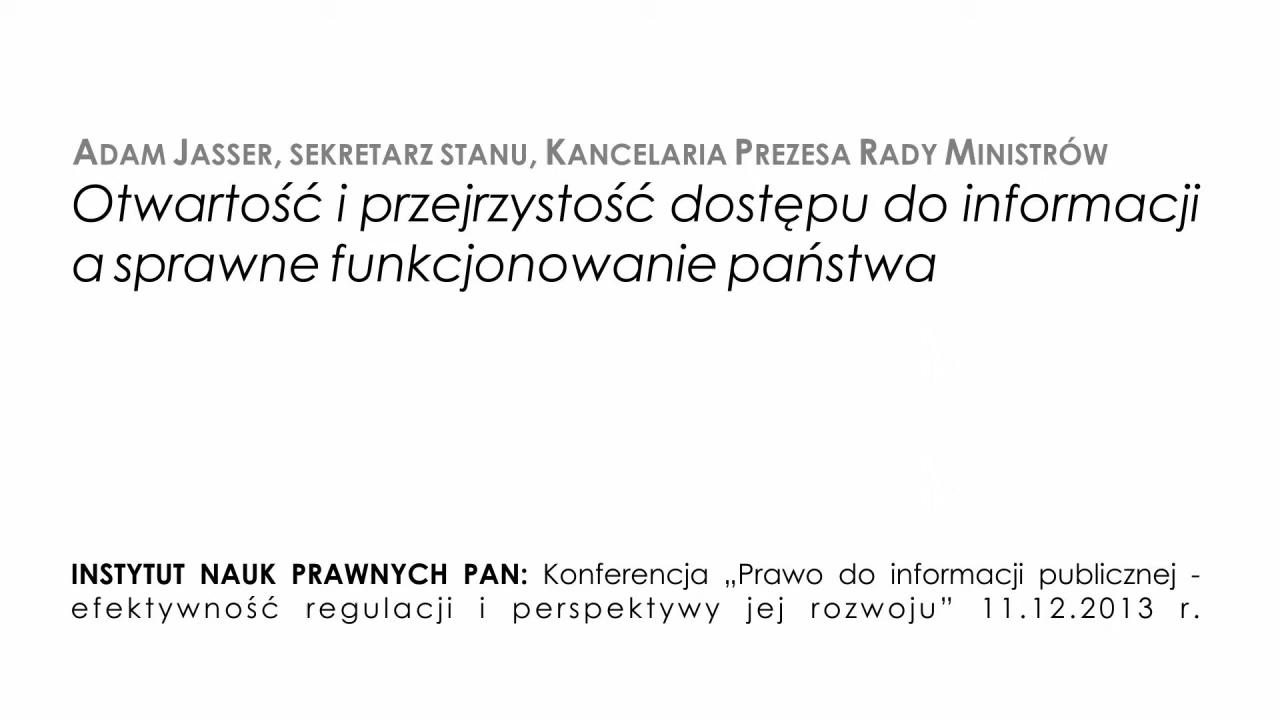 Adam Jasser, sekretarz stanu, Kancelaria Prezesa Rady Ministrów
Otwartość i przejrzystość dostępu do informacji
a sprawne funkcjonowanie państwa
INSTYTUT NAUK PRAWNYCH PAN: Konferencja „Prawo do informacji publicznej -
efektywność regulacji i perspektywy jej rozwoju” 11.12.2013 r.